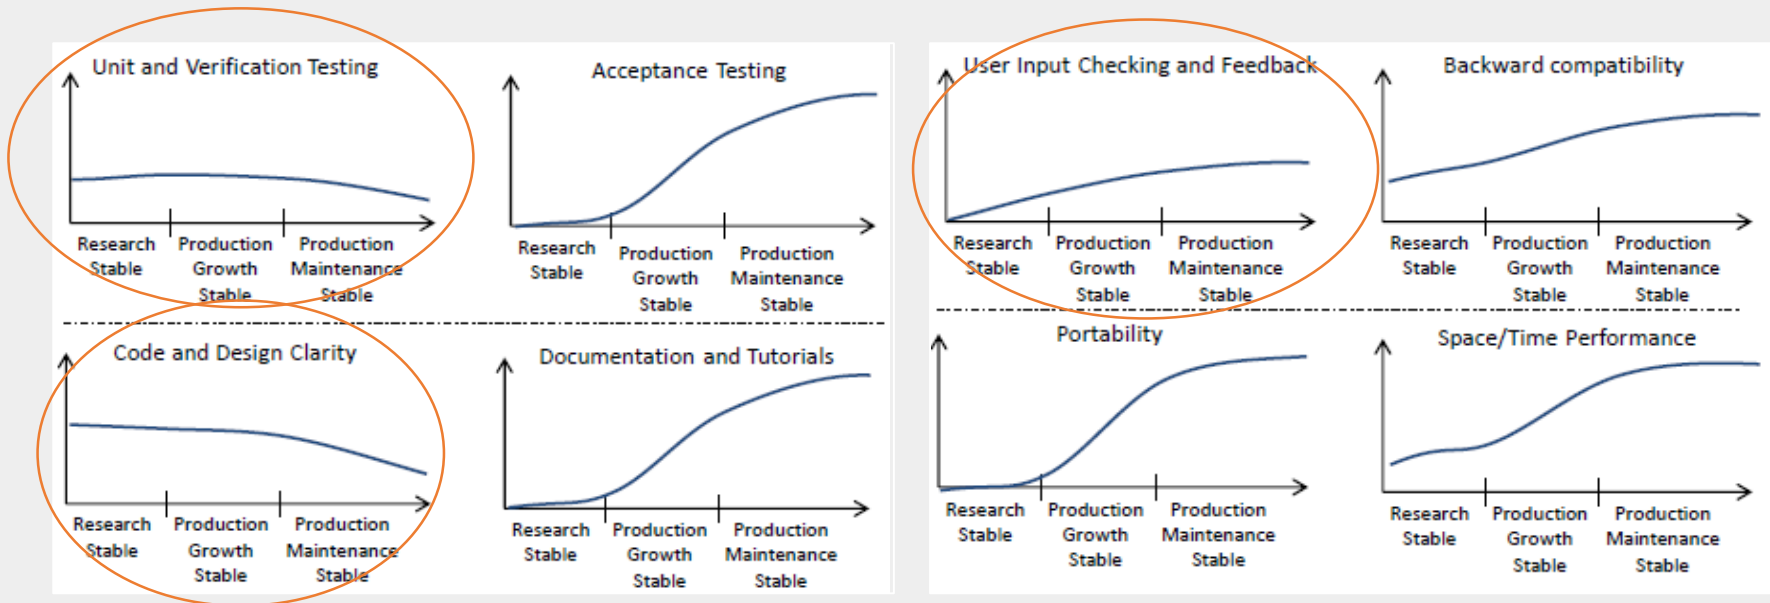 Unit and Verification Testing
Research
Stable
Production
Growth
Stable
Production
Maintenance
Stable
Acceptance Testing
Research
Stable
Production
Growth
Stable
Production
Maintenance
Stable
User Input Checking and Feedback
Research
Stable
Production
Growth
Stable
Production
Maintenance
Stable
Backward compatibility
Research
Stable
Production
Growth
Stable
Production
Maintenance
Stable
Code and Design Clarity
Research
Stable
Production
Growth
Stable
Production
Maintenance
Stable
Documentation and Tutorials
Research
Stable
Production
Growth
Stable
Production
Maintenance
Stable
Portability
Research
Stable
Production
Growth
Stable
Production
Maintenance
Stable
Space/Time Performance
Research
Stable
Production
Growth
Stable
Production
Maintenance
Stable